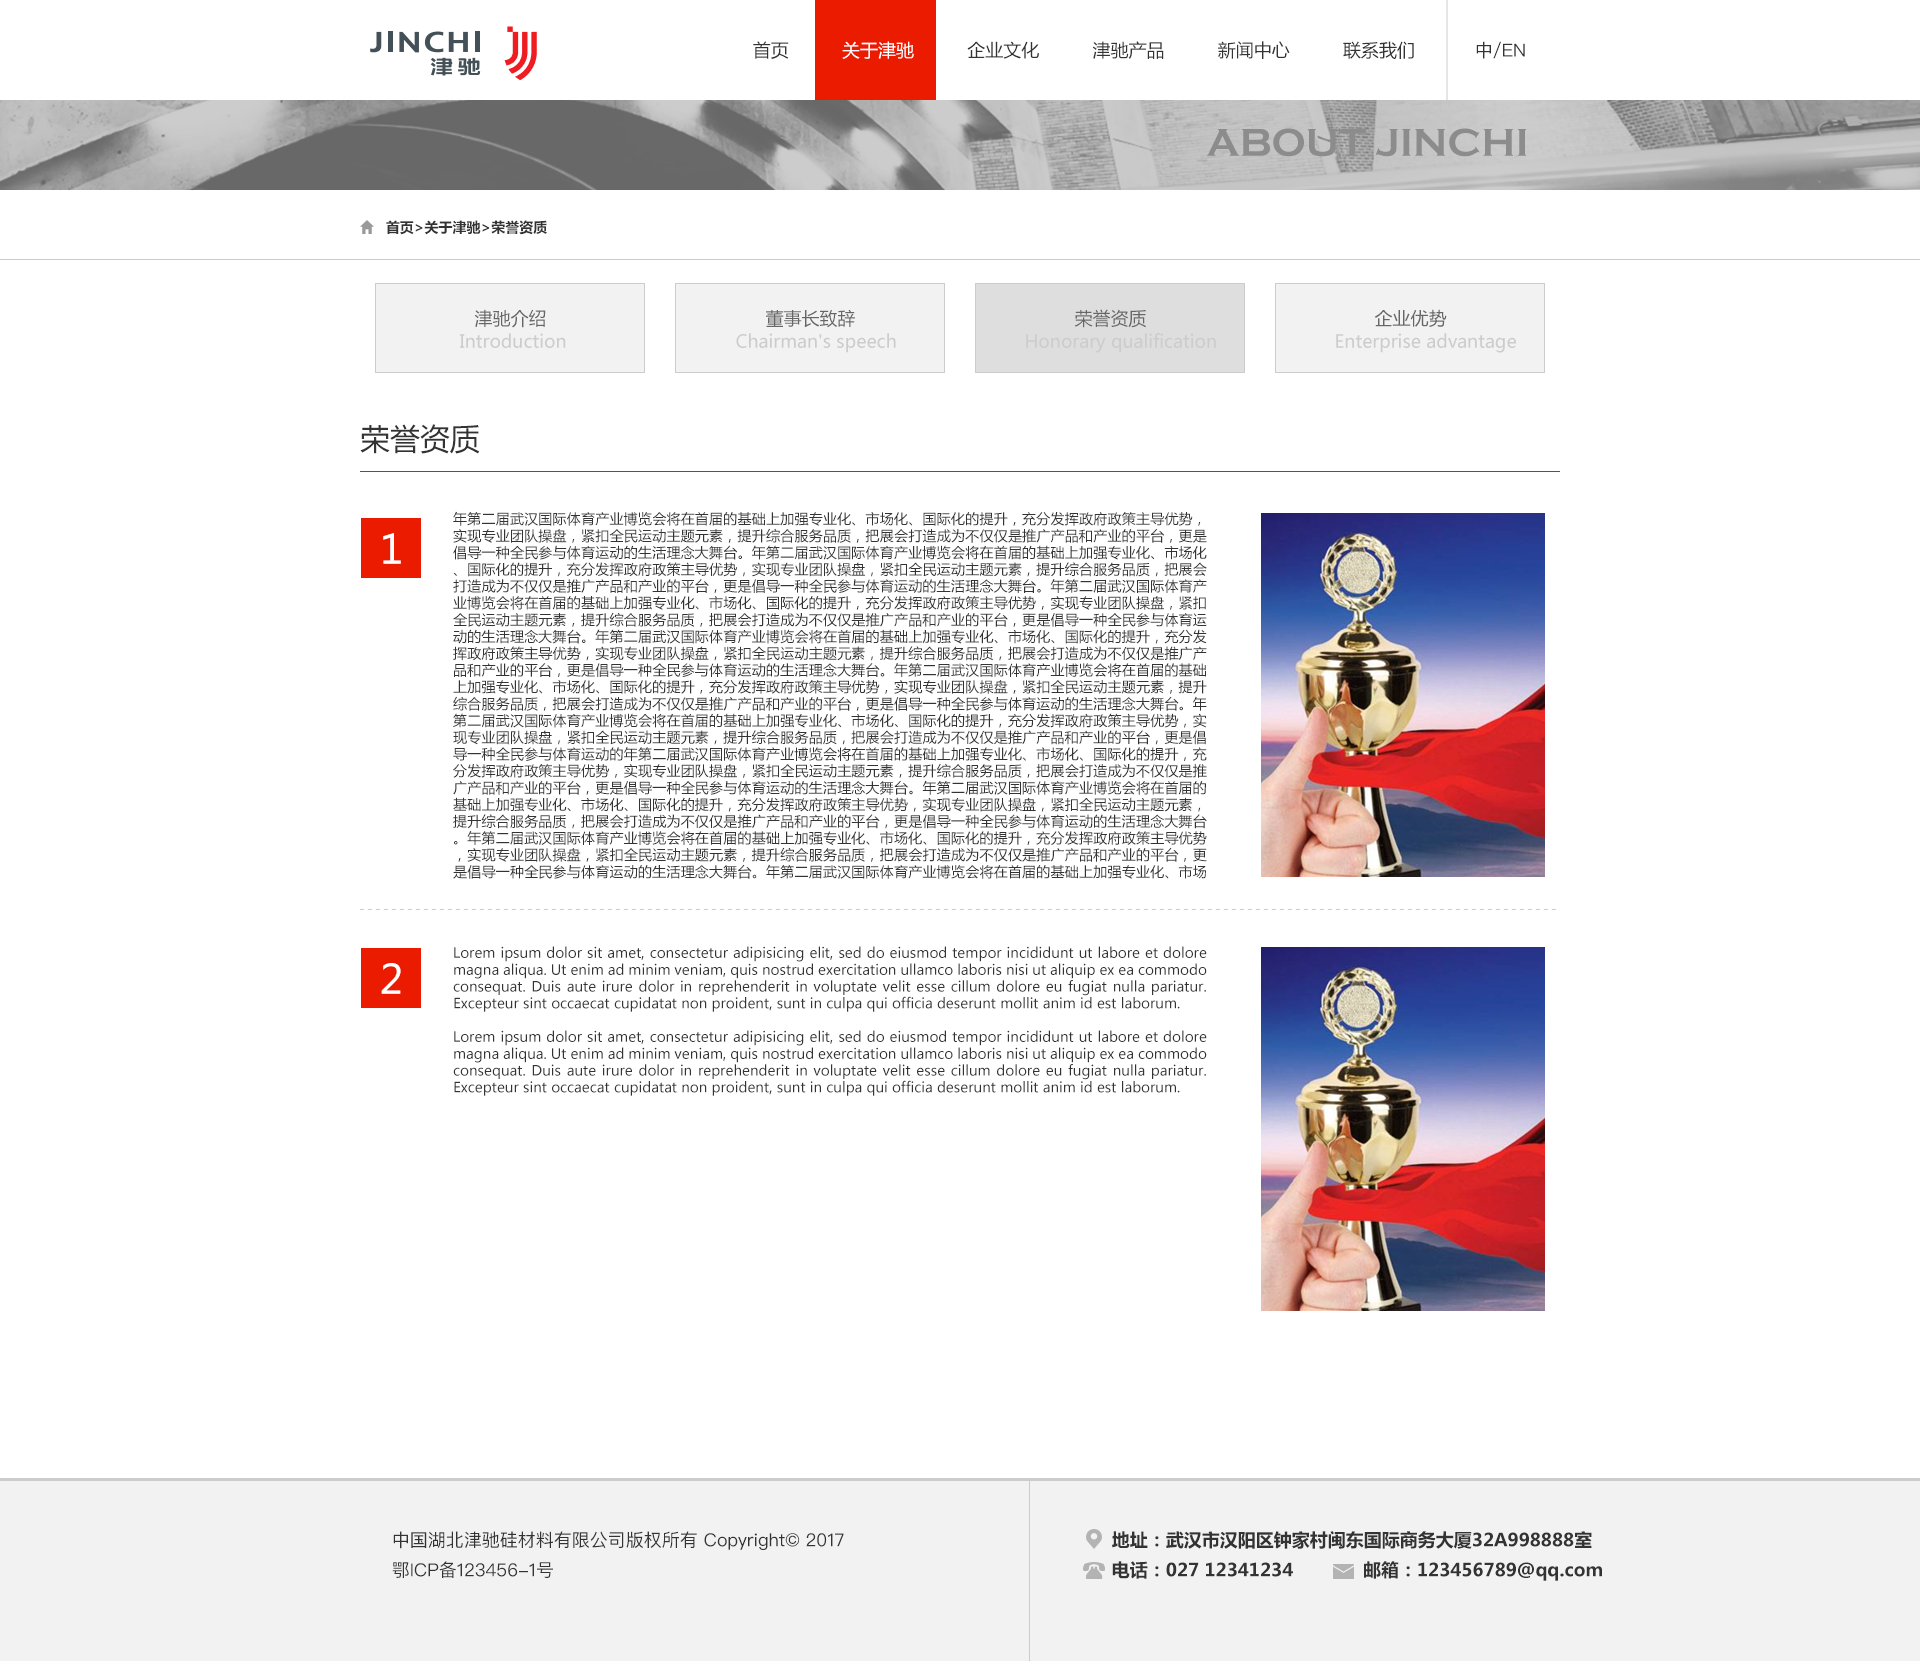 JINCHI
津驰
首页 关于津驰 企业文化 津驰产品 新闻中心 联系我们 中/EN
ABOUT JINCHI
首页>关于津驰>荣誉资质
津驰介绍
Introduction
董事长致辞
Chairman's speech
荣誉资质
Honorary qualification
企业优势
Enterprise advantage
荣誉资质
1
年第二届武汉国际体育产业博览会将在首届的基础上加强专业化、市场化、国际化的提升，充分发挥政府政策主导优势，
实现专业团队操盘，紧扣全民运动主题元素，提升综合服务品质，把展会打造成为不仅仅是推广产品和产业的平台，更是
倡导一种全民参与体育运动的生活理念大舞台。年第二届武汉国际体育产业博览会将在首届的基础上加强专业化、市场化
、国际化的提升，充分发挥政府政策主导优势，实现专业团队操盘，紧扣全民运动主题元素，提升综合服务品质，把展会
打造成为不仅仅是推广产品和产业的平台，更是倡导一种全民参与体育运动的生活理念大舞台。年第二届武汉国际体育产
业博览会将在首届的基础上加强专业化、市场化、国际化的提升，充分发挥政府政策主导优势，实现专业团队操盘，紧扣
全民运动主题元素，提升综合服务品质，把展会打造成为不仅仅是推广产品和产业的平台，更是倡导一种全民参与体育运
动的生活理念大舞台。年第二届武汉国际体育产业博览会将在首届的基础上加强专业化、市场化、国际化的提升，充分发
挥政府政策主导优势，实现专业团队操盘，紧扣全民运动主题元素，提升综合服务品质，把展会打造成为不仅仅是推广产
品和产业的平台，更是倡导一种全民参与体育运动的生活理念大舞台。年第二届武汉国际体育产业博览会将在首届的基础
上加强专业化、市场化、国际化的提升，充分发挥政府政策主导优势，实现专业团队操盘，紧扣全民运动主题元素，提升
综合服务品质，把展会打造成为不仅仅是推广产品和产业的平台，更是倡导一种全民参与体育运动的生活理念大舞台。年
第二届武汉国际体育产业博览会将在首届的基础上加强专业化、市场化、国际化的提升，充分发挥政府政策主导优势，实
现专业团队操盘，紧扣全民运动主题元素，提升综合服务品质，把展会打造成为不仅仅是推广产品和产业的平台，更是倡
导一种全民参与体育运动的年第二届武汉国际体育产业博览会将在首届的基础上加强专业化、市场化、国际化的提升，充
分发挥政府政策主导优势，实现专业团队操盘，紧扣全民运动主题元素，提升综合服务品质，把展会打造成为不仅仅是推
广产品和产业的平台，更是倡导一种全民参与体育运动的生活理念大舞台。年第二届武汉国际体育产业博览会将在首届的
基础上加强专业化、市场化、国际化的提升，充分发挥政府政策主导优势，实现专业团队操盘，紧扣全民运动主题元素，
提升综合服务品质，把展会打造成为不仅仅是推广产品和产业的平台，更是倡导一种全民参与体育运动的生活理念大舞台
。年第二届武汉国际体育产业博览会将在首届的基础上加强专业化、市场化、国际化的提升，充分发挥政府政策主导优势
，实现专业团队操盘，紧扣全民运动主题元素，提升综合服务品质，把展会打造成为不仅仅是推广产品和产业的平台，更
是倡导一种全民参与体育运动的生活理念大舞台。年第二届武汉国际体育产业博览会将在首届的基础上加强专业化、市场
2
Lorem ipsum dolor sit amet, consectetur adipisicing elit, sed do eiusmod tempor incididunt ut labore et dolore
magna aliqua. Ut enim ad minim veniam, quis nostrud exercitation ullamco laboris nisi ut aliquip ex ea commodo
consequat. Duis aute irure dolor in reprehenderit in voluptate velit esse cillum dolore eu fugiat nulla pariatur.
Excepteur sint occaecat cupidatat non proident, sunt in culpa qui officia deserunt mollit anim id est laborum.
Lorem ipsum dolor sit amet, consectetur adipisicing elit, sed do eiusmod tempor incididunt ut labore et dolore
magna aliqua. Ut enim ad minim veniam, quis nostrud exercitation ullamco laboris nisi ut aliquip ex ea commodo
consequat. Duis aute irure dolor in reprehenderit in voluptate velit esse cillum dolore eu fugiat nulla pariatur.
Excepteur sint occaecat cupidatat non proident, sunt in culpa qui officia deserunt mollit anim id est laborum.
中国湖北津驰硅材料有限公司版权所有 Copyright© 2017
鄂ICP备123456-1号
地址：武汉市汉阳区钟家村闽东国际商务大厦32A998888室
电话：027 12341234 邮箱：123456789@qq.com